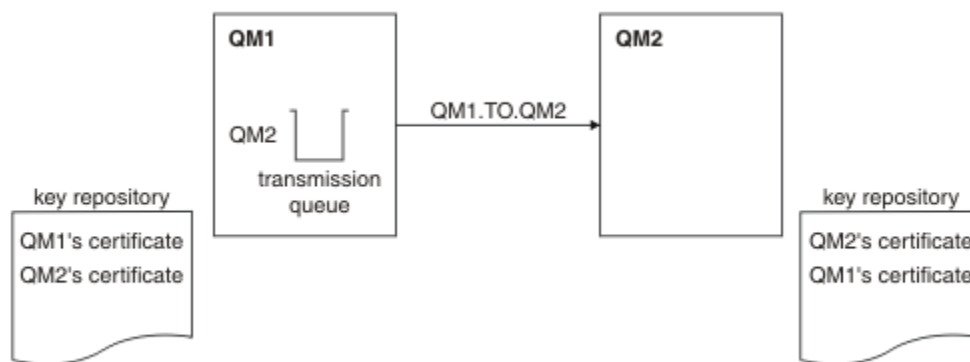 QM1
QM2
QM1.TO.QM2
QM2
transmission
queue
key repository
QM1's certificate
QM2's certificate
key repository
QM2's certificate
QM1's certificate